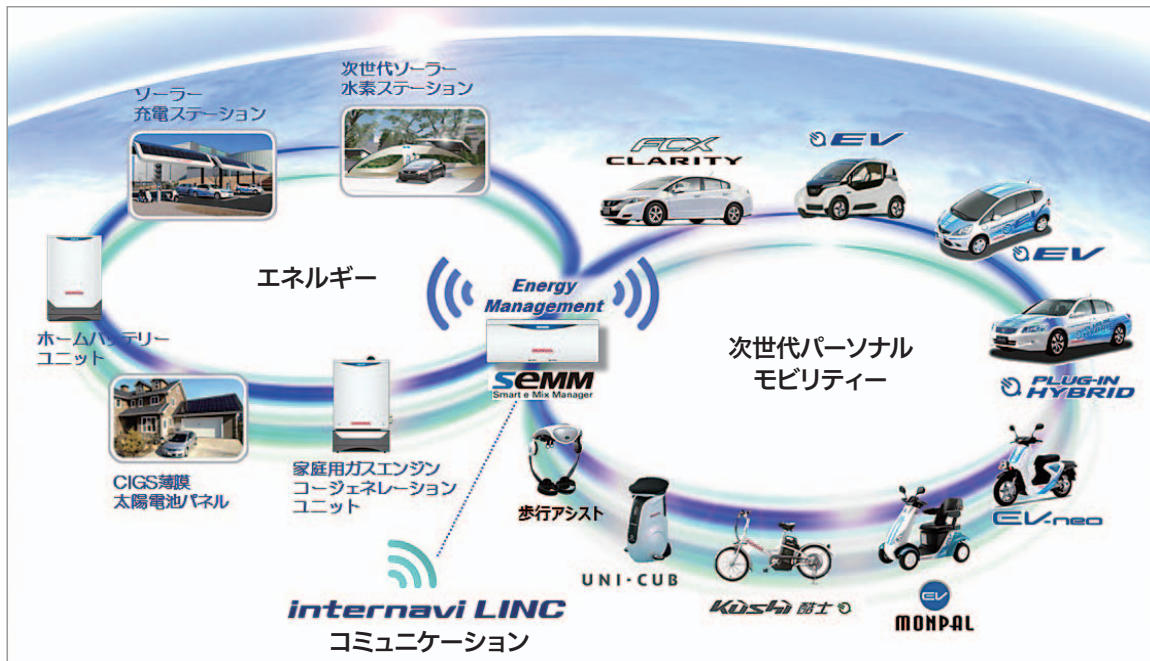 ソーラー
充電ステーション
次世代ソーラー
水素ステーション
FCX
CLARITY
EV
EV
エネルギー
Energy
Management
HONDA
SeMM
Smart e Mix Manager
次世代パーソナル
モビリティー
PLUG-IN
HYBRID
ホームバッテリー
ユニット
CIGS薄膜
太陽電池パネル
家庭用ガスエンジン
コージェネレーション
ユニット
歩行アシスト
UNI-CUB
Kushi 酷士
EV
MONPAL
EV-neo
internavi LINC
コミュニケーション